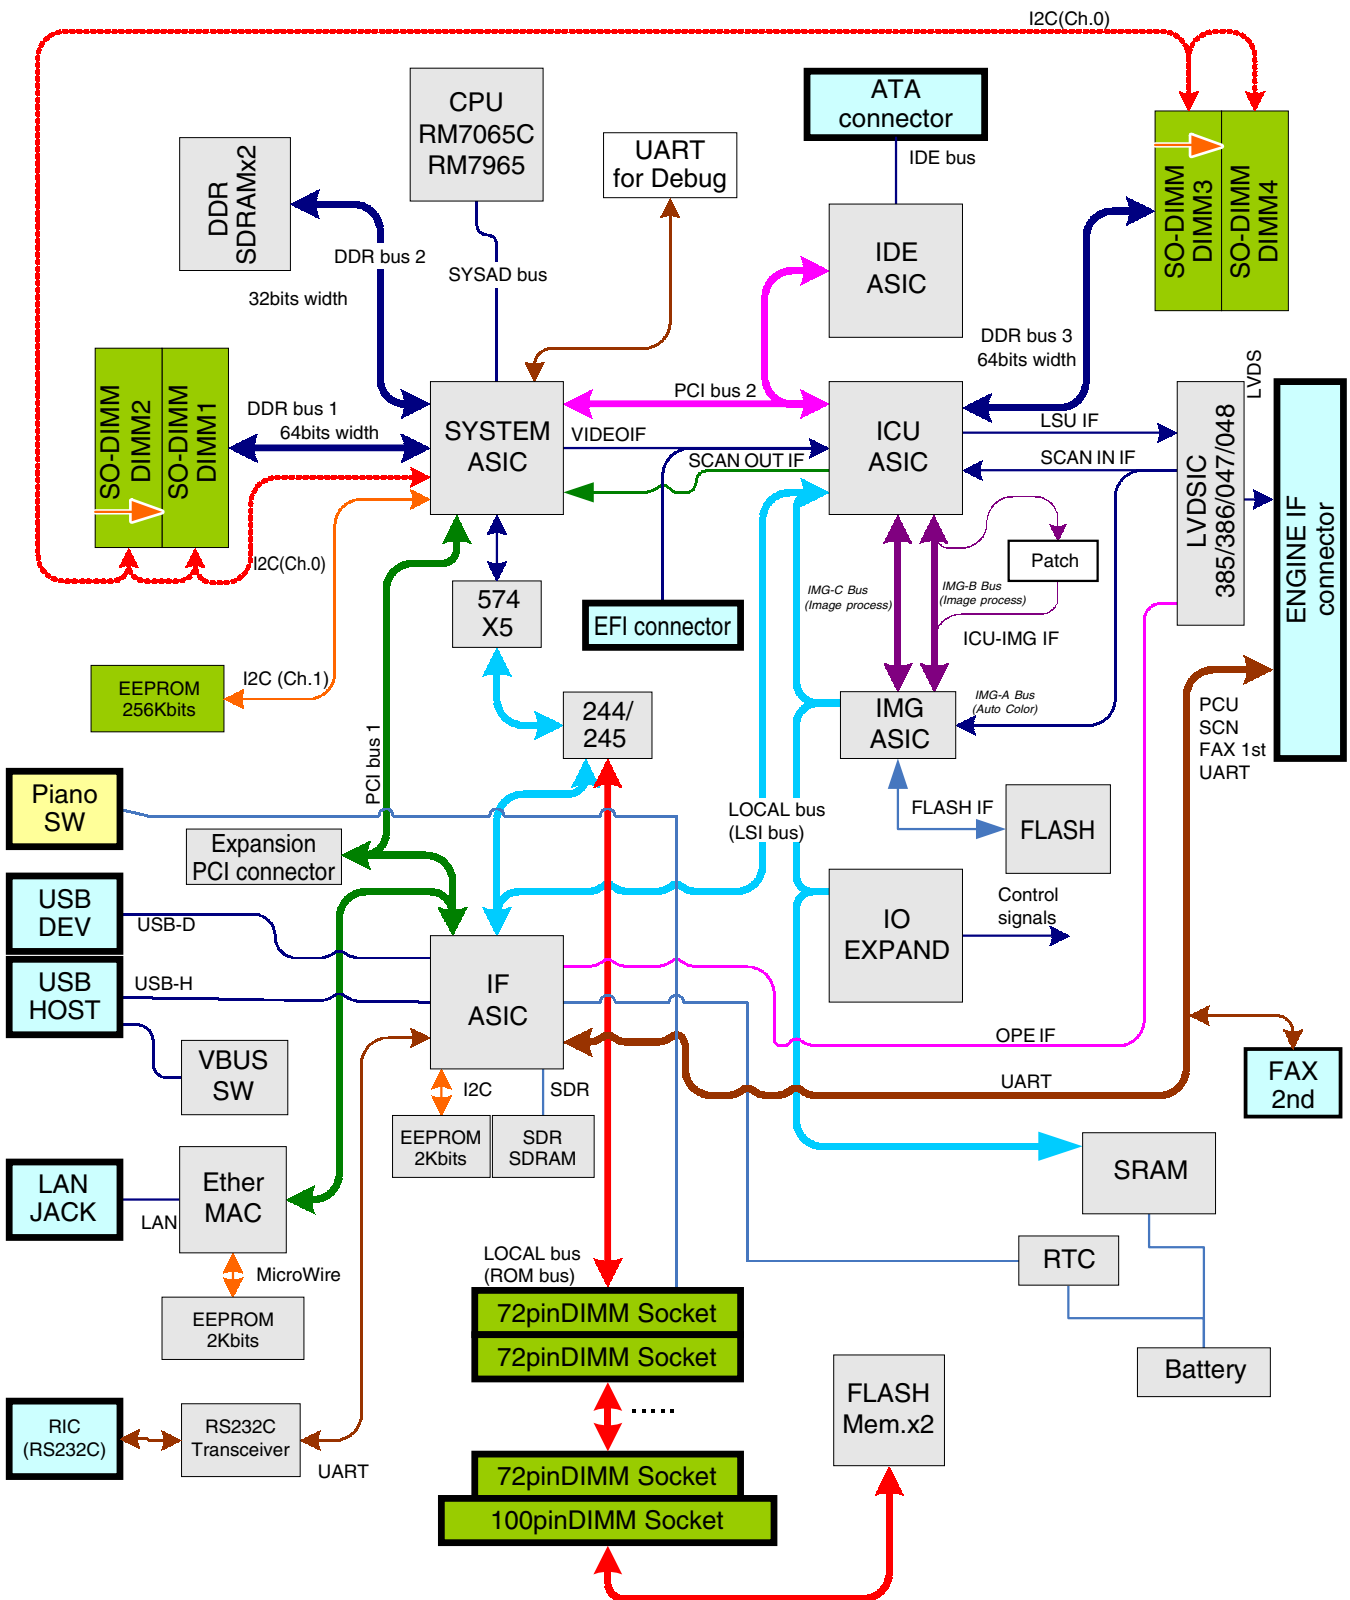 I2C(Ch.0)
ATA
connector
CPU
RM7065C
RM7965
UART
for Debug
IDE bus
DDR
SDRAMx2
SO-DIMM
DIMM3
SO-DIMM
DIMM4
DDR bus 2
SYSAD bus
IDE
ASIC
32bits width
DDR bus 3
64bits width
LVDS
SO-DIMM
DIMM2
SO-DIMM
DIMM1
DDR bus 1
64bits width
PCI bus 2
SYSTEM
ASIC
VIDEOIF
ICU
ASIC
LSU IF
SCAN OUT IF
SCAN IN IF
LVDSIC
385/386/047/048
ENGINE IF
connector
I2C(Ch.0)
574
X5
EFI connector
IMG-C Bus
(Image process)
IMG-B Bus
(Image process)
Patch
ICU-IMG IF
EEPROM
256Kbits
I2C (Ch.1)
244/
245
IMG
ASIC
IMG-A Bus
(Auto Color)
PCU
SCN
FAX 1st
UART
PCI bus 1
Piano
SW
LOCAL bus
(LSI bus)
FLASH IF
FLASH
Expansion
PCI connector
USB
DEV
USB-D
IO
EXPAND
Control
signals
USB
HOST
USB-H
IF
ASIC
VBUS
SW
OPE IF
I2C
SDR
UART
FAX
2nd
EEPROM
2Kbits
SDR
SDRAM
LAN
JACK
LAN
Ether
MAC
SRAM
LOCAL bus
(ROM bus)
RTC
MicroWire
EEPROM
2Kbits
72pinDIMM Socket
72pinDIMM Socket
Battery
.....
FLASH
Mem.x2
RIC
(RS232C)
RS232C
Transceiver
UART
72pinDIMM Socket
100pinDIMM Socket